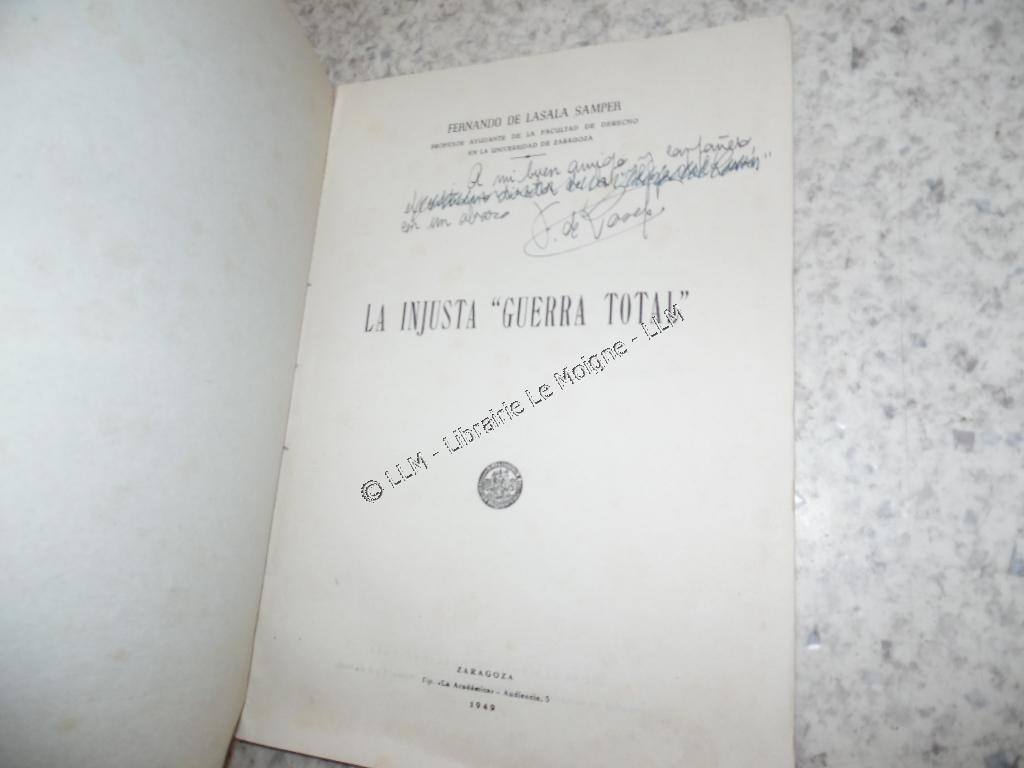 FERNANDO DE LASALA SAMPER
PROFESOR AYUDANTE DE LA FACULTAD DE DERECHO
EN LA UNIVERSIDAD DE ZARAGOZA
A mi buen amigo y compañero
con un abrazo
F. de Lasala
LA INJUSTA "GUERRA TOTAL"
© LLM - Librairie Le Moigne - LLM
ZARAGOZA
Tip. «La Académica» - Audiencia, 5
1949